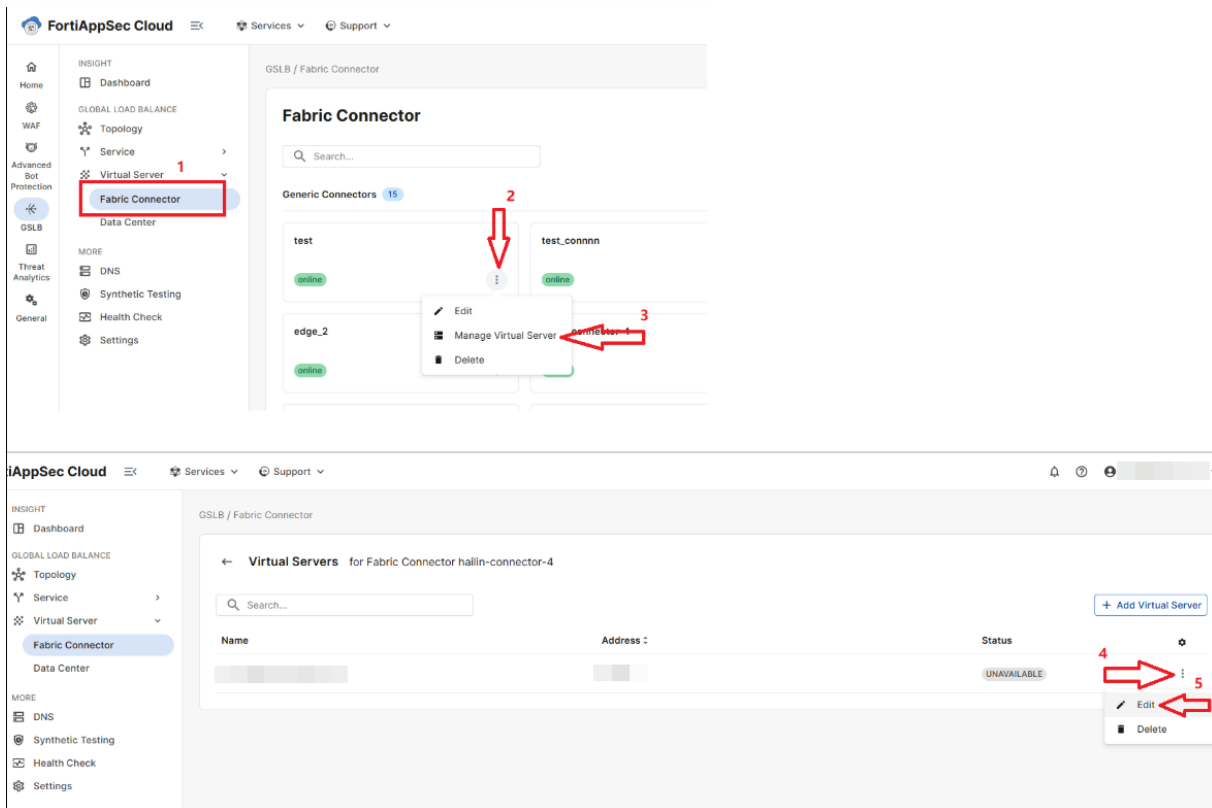 FortiAppSec Cloud Services Support
Home
WAF
Advanced
Bot
Protection
GSLB
Threat
Analytics
General
INSIGHT
Dashboard
GLOBAL LOAD BALANCE
Topology
Service
Virtual Server 1
Fabric Connector
Data Center
MORE
DNS
Synthetic Testing
Health Check
Settings
GSLB / Fabric Connector
Fabric Connector
Search...
Generic Connectors 15
2
test
online
test_connnn
online
Edit
Manage Virtual Server
Delete
3
edge_2
online
iAppSec Cloud Services Support
INSIGHT
Dashboard
GLOBAL LOAD BALANCE
Topology
Service
Virtual Server
Fabric Connector
Data Center
MORE
DNS
Synthetic Testing
Health Check
Settings
GSLB / Fabric Connector
Virtual Servers for Fabric Connector hailin-connector-4
Search...
+ Add Virtual Server
Name Address Status
4
UNAVAILABLE
5
Edit
Delete